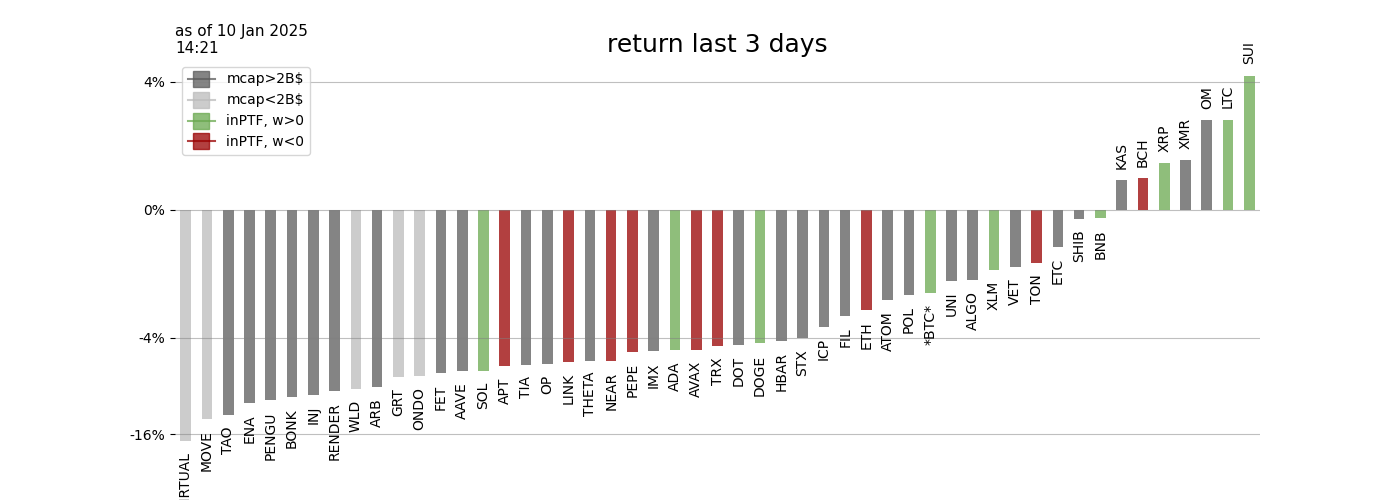 as of 10 Jan 2025
14:21
return last 3 days
mcap>2B$
mcap<2B$
inPTF, w>0
inPTF, w<0
4%
0%
-4%
-16%
RTUAL
MOVE
TAO
ENA
PENGU
BONK
INJ
RENDER
WLD
ARB
GRT
ONDO
FET
AAVE
SOL
APT
TIA
OP
LINK
THETA
NEAR
PEPE
IMX
ADA
AVAX
TRX
DOT
DOGE
HBAR
STX
ICP
FIL
ETH
ATOM
POL
*BTC*
UNI
ALGO
XLM
VET
TON
ETC
SHIB
BNB
KAS
BCH
XRP
XMR
OM
LTC
SUI